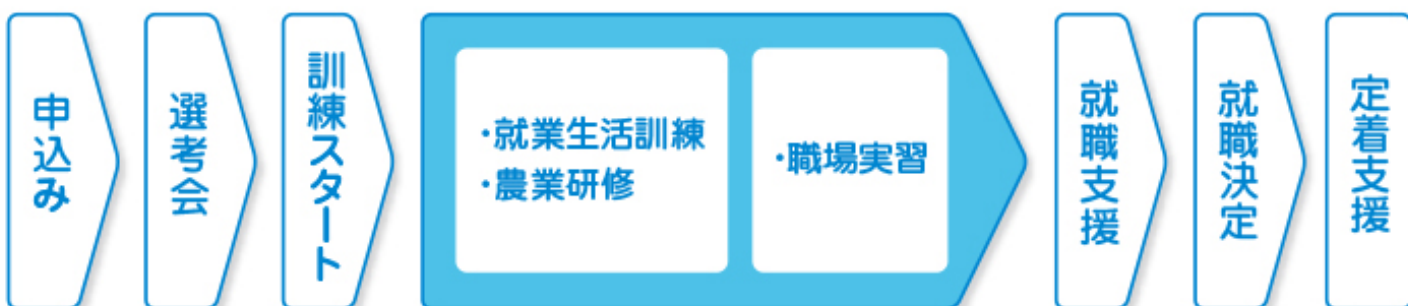 申込み
選考会
訓練スタート
・就業生活訓練
・農業研修
・職場実習
就職支援
就職決定
定着支援